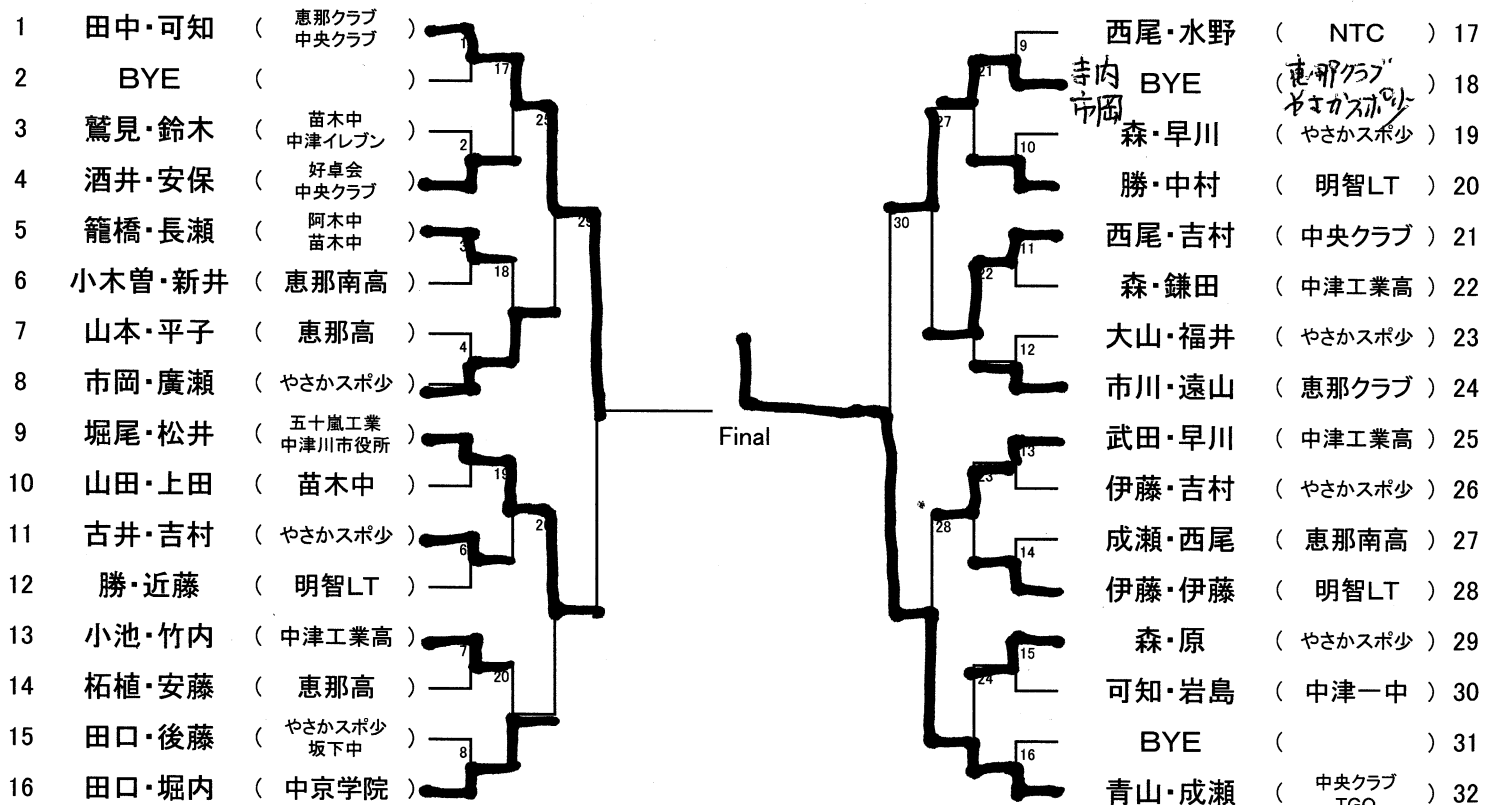 1 田中・可知 ( 恵那クラブ 中央クラブ )
2 BYE ( )
3 鷲見・鈴木 ( 苗木中 中津イレブン )
4 酒井・安保 ( 好卓会 中央クラブ )
5 籠橋・長瀬 ( 阿木中 苗木中 )
6 小木曽・新井 ( 恵那南高 )
7 山本・平子 ( 恵那高 )
8 市岡・廣瀬 ( やさかスポ少 )
9 堀尾・松井 ( 五十嵐工業 中津川市役所 )
10 山田・上田 ( 苗木中 )
11 古井・吉村 ( やさかスポ少 )
12 勝・近藤 ( 明智LT )
13 小池・竹内 ( 中津工業高 )
14 柘植・安藤 ( 恵那高 )
15 田口・後藤 ( やさかスポ少 坂下中 )
16 田口・堀内 ( 中京学院 )
1
2
3
4
6
7
8
17
18
19
20
25
29
Final
30
27
28
21
22
23
24
9
10
11
12
13
14
15
16
西尾・水野 ( NTC ) 17
寺内 市岡 BYE ( 恵那クラブ やさかスポ少 ) 18
森・早川 ( やさかスポ少 ) 19
勝・中村 ( 明智LT ) 20
西尾・吉村 ( 中央クラブ ) 21
森・鎌田 ( 中津工業高 ) 22
大山・福井 ( やさかスポ少 ) 23
市川・遠山 ( 恵那クラブ ) 24
武田・早川 ( 中津工業高 ) 25
伊藤・吉村 ( やさかスポ少 ) 26
成瀬・西尾 ( 恵那南高 ) 27
伊藤・伊藤 ( 明智LT ) 28
森・原 ( やさかスポ少 ) 29
可知・岩島 ( 中津一中 ) 30
BYE ( ) 31
青山・成瀬 ( 中央クラブ ) 32